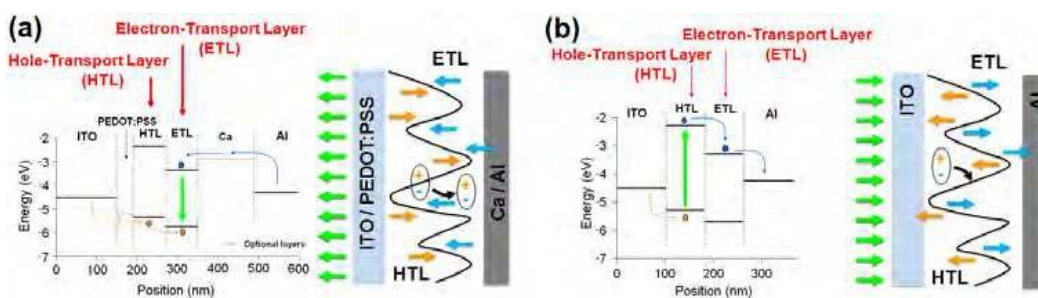 (a)
Electron-Transport Layer
(ETL)
Hole-Transport Layer
(HTL)
PEDOT:PSS
ITO
HTL
ETL
Ca
Al
-2
-3
-4
-5
-6
-7
Energy (eV)
Optional layers
0
100
200
300
400
500
600
Position (nm)
ETL
ITO / PEDOT:PSS
+
-
+
-
Ca / Al
HTL
(b)
Electron-Transport Layer
(ETL)
Hole-Transport Layer
(HTL)
ITO
HTL
ETL
Al
-2
-3
-4
-5
-6
-7
Energy (eV)
0
100
200
300
Position (nm)
ETL
ITO
+
-
Al
HTL